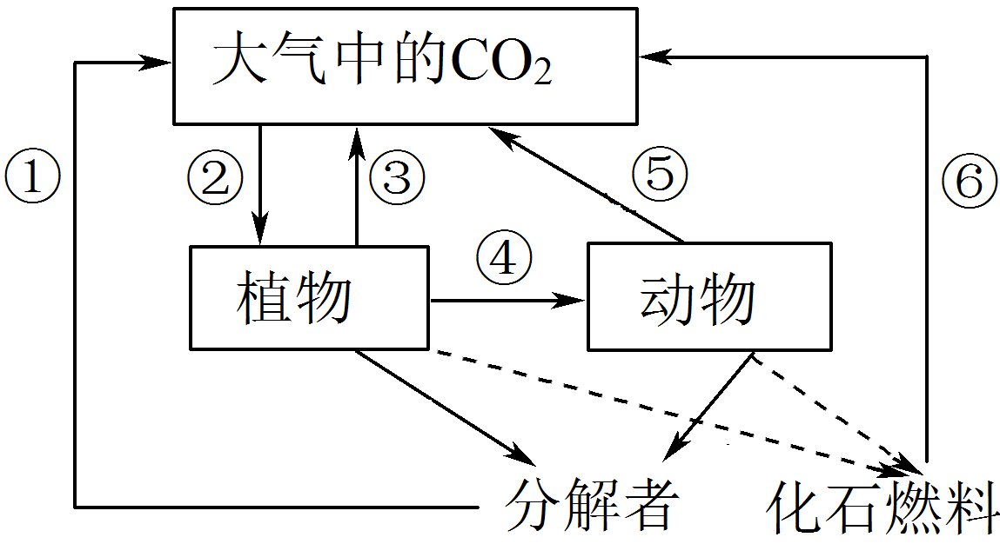 大气中的CO₂
①
②
③
⑤
⑥
④
植物
动物
分解者
化石燃料